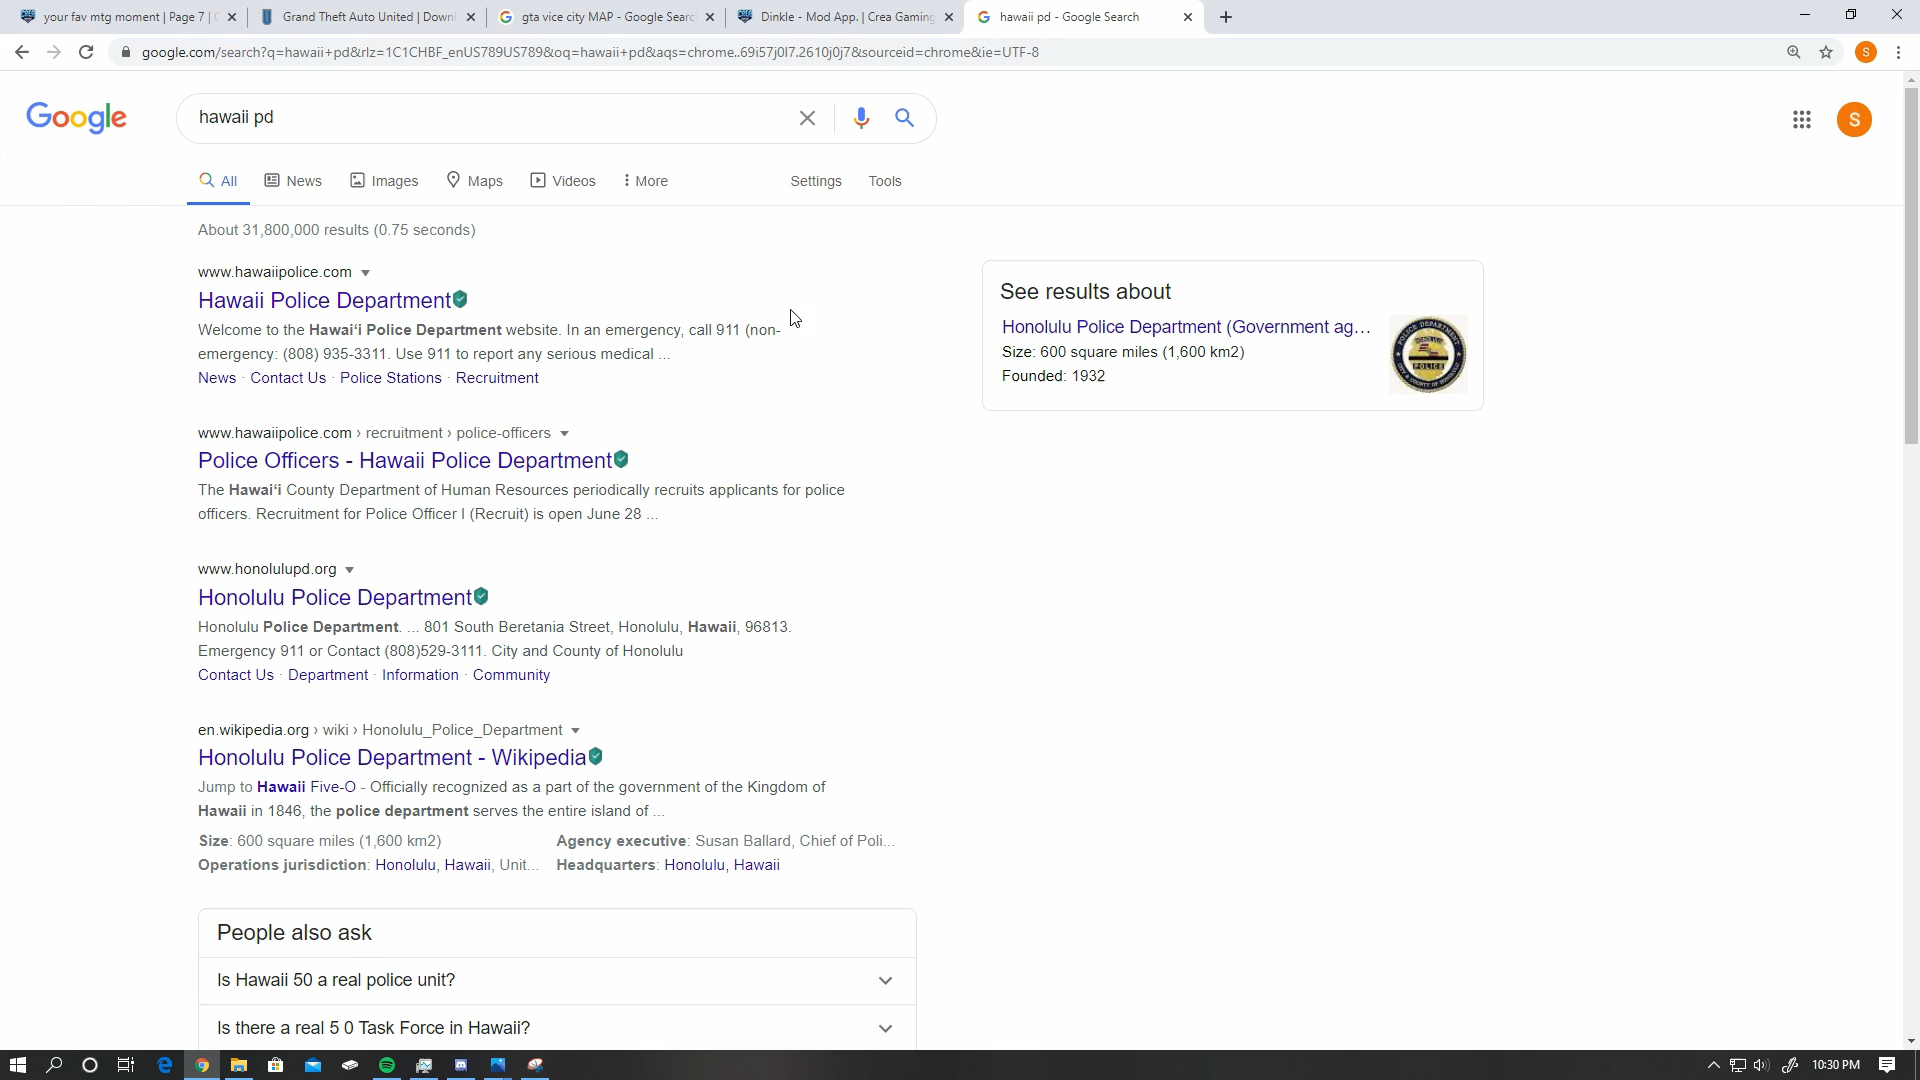 your fav mtg moment | Page 7 |
Grand Theft Auto United | Down
gta vice city MAP - Google Searc
Dinkle - Mod App. | Crea Gaming
hawaii pd - Google Search
google.com/search?q=hawaii+pd&rlz=1C1CHBF_enUS789US789&oq=hawaii+pd&aqs=chrome..69i57j0l7.2610j0j7&sourceid=chrome&ie=UTF-8
S
Google
hawaii pd
S
All
News
Images
Maps
Videos
More
Settings
Tools
About 31,800,000 results (0.75 seconds)
www.hawaiipolice.com
Hawaii Police Department
Welcome to the Hawaiʻi Police Department website. In an emergency, call 911 (non-
emergency: (808) 935-3311. Use 911 to report any serious medical ...
News · Contact Us · Police Stations · Recruitment
www.hawaiipolice.com › recruitment › police-officers
Police Officers - Hawaii Police Department
The Hawaiʻi County Department of Human Resources periodically recruits applicants for police
officers. Recruitment for Police Officer I (Recruit) is open June 28 ...
www.honolulupd.org
Honolulu Police Department
Honolulu Police Department. ... 801 South Beretania Street, Honolulu, Hawaii, 96813.
Emergency 911 or Contact (808)529-3111. City and County of Honolulu
Contact Us · Department · Information · Community
en.wikipedia.org › wiki › Honolulu_Police_Department
Honolulu Police Department - Wikipedia
Jump to Hawaii Five-O - Officially recognized as a part of the government of the Kingdom of
Hawaii in 1846, the police department serves the entire island of ...
Size: 600 square miles (1,600 km2)
Agency executive: Susan Ballard, Chief of Poli...
Operations jurisdiction: Honolulu, Hawaii, Unit...
Headquarters: Honolulu, Hawaii
People also ask
Is Hawaii 50 a real police unit?
Is there a real 5 0 Task Force in Hawaii?
See results about
Honolulu Police Department (Government ag...
Size: 600 square miles (1,600 km2)
Founded: 1932
POLICE DEPARTMENT
HONOLULU
POLICE
CITY & COUNTY OF HONOLULU
10:30 PM